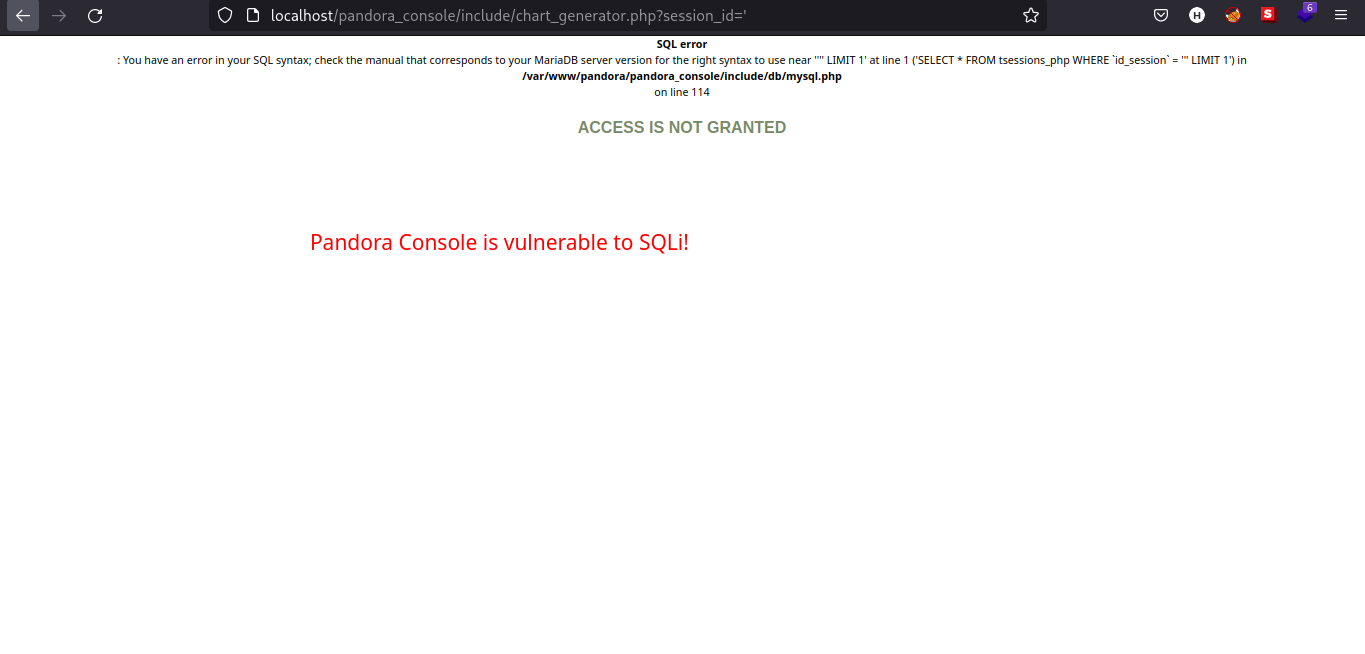 localhost/pandora_console/include/chart_generator.php?session_id='
6
H
S
SQL error
: You have an error in your SQL syntax; check the manual that corresponds to your MariaDB server version for the right syntax to use near '''' LIMIT 1' at line 1 ('SELECT * FROM tsessions_php WHERE `id_session` = ''' LIMIT 1') in
/var/www/pandora/pandora_console/include/db/mysql.php
on line 114
ACCESS IS NOT GRANTED
Pandora Console is vulnerable to SQLi!